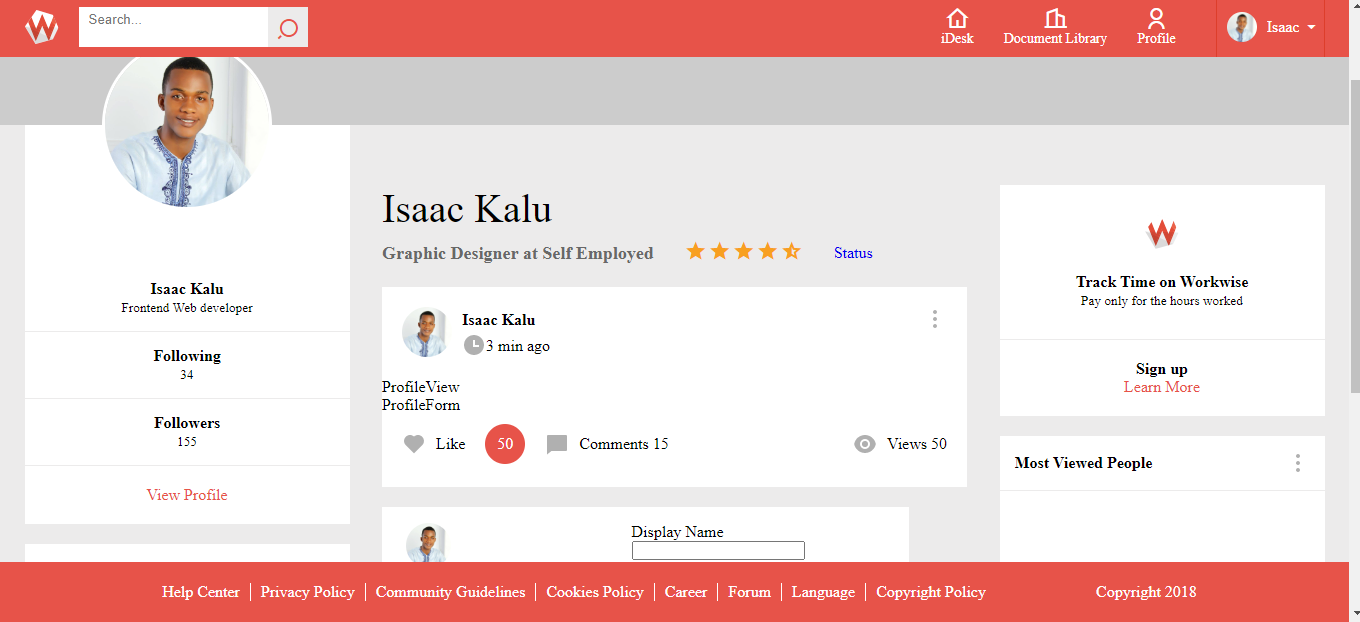 Search...
iDesk
Document Library
Profile
Isaac
Isaac Kalu
Frontend Web developer
Following
34
Followers
155
View Profile
Isaac Kalu
Graphic Designer at Self Employed
Status
Isaac Kalu
3 min ago
ProfileView
ProfileForm
Like
50
Comments 15
Views 50
Display Name
W
Track Time on Workwise
Pay only for the hours worked
Sign up
Learn More
Most Viewed People
Help Center
Privacy Policy
Community Guidelines
Cookies Policy
Career
Forum
Language
Copyright Policy
Copyright 2018